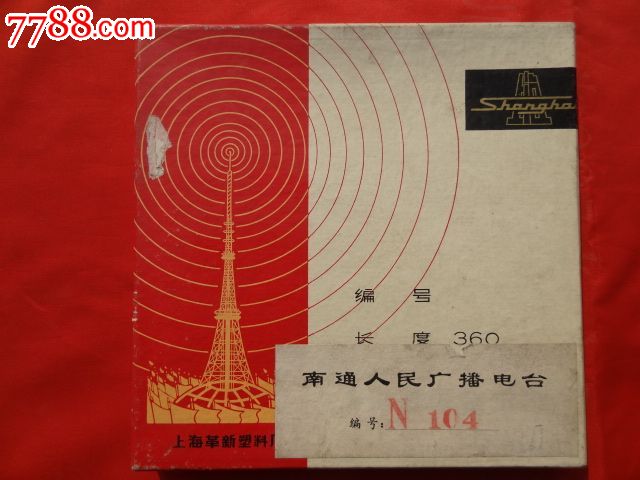 7788.com
Shangha
编 号
长 度 360
南通人民广播电台
编号: N 104
上海革新塑料厂